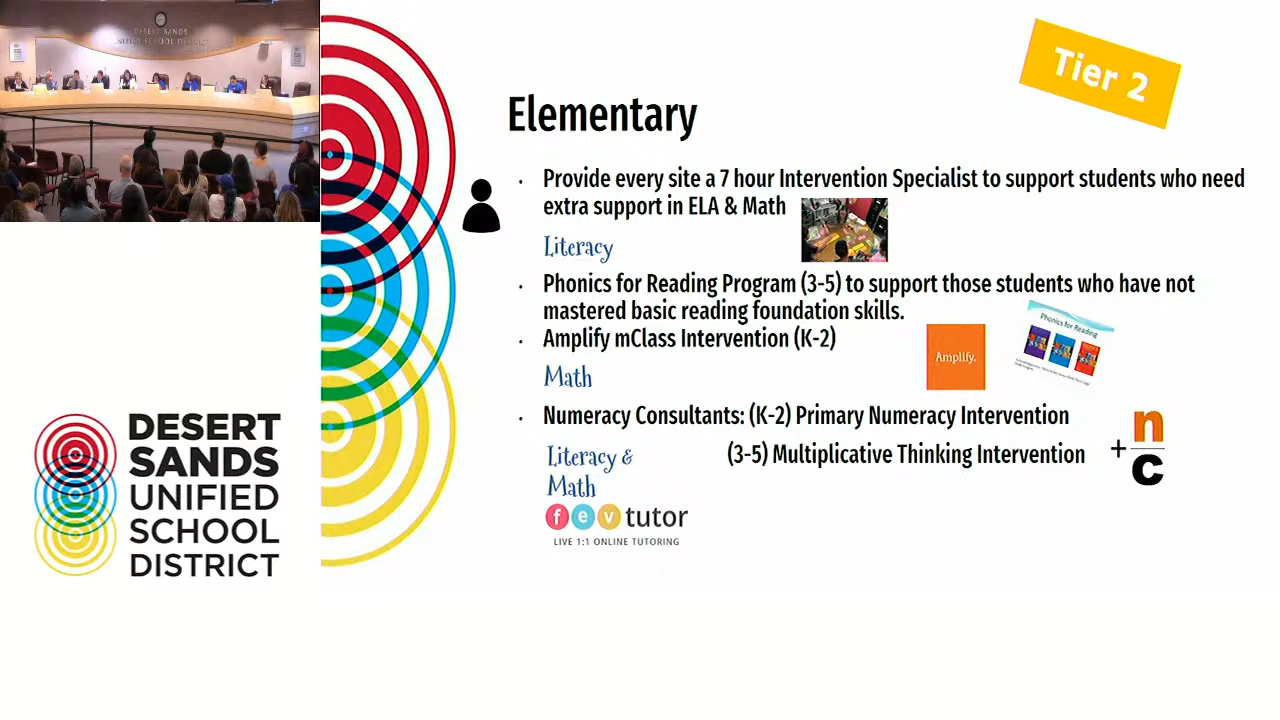 DESERT SANDS
UNIFIED SCHOOL DISTRICT
Tier 2
Elementary
· Provide every site a 7 hour Intervention Specialist to support students who need
extra support in ELA & Math
Literacy
· Phonics for Reading Program (3-5) to support those students who have not
mastered basic reading foundation skills.
· Amplify mClass Intervention (K-2)
Amplify.
Phonics for Reading
Math
· Numeracy Consultants: (K-2) Primary Numeracy Intervention
(3-5) Multiplicative Thinking Intervention
+ n
c
Literacy &
Math
fev tutor
LIVE 1:1 ONLINE TUTORING
DESERT
SANDS
UNIFIED
SCHOOL
DISTRICT